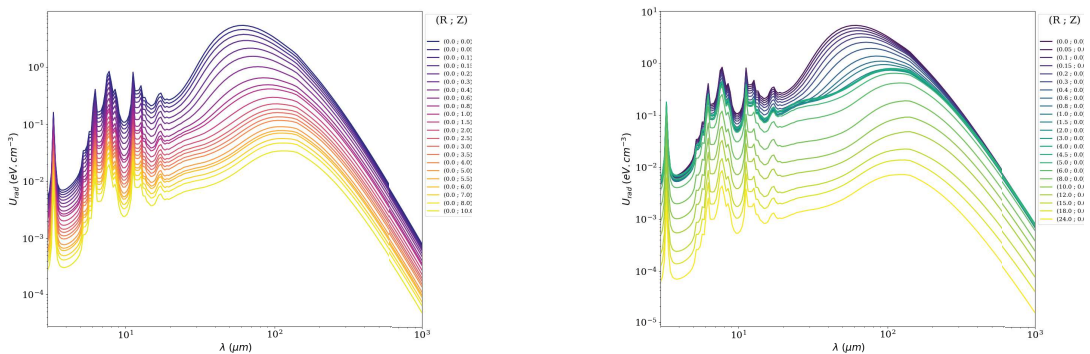 (R ; Z)
10⁰
10⁻¹
10⁻²
10⁻³
10⁻⁴
U_rad (eV.cm⁻³)
10¹
10²
10³
λ (μm)
(0.0 ; 0.0
(0.0 ; 0.0
(0.0 ; 0.1
(0.0 ; 0.1
(0.0 ; 0.2
(0.0 ; 0.3
(0.0 ; 0.4
(0.0 ; 0.6
(0.0 ; 0.8
(0.0 ; 1.0
(0.0 ; 1.5
(0.0 ; 2.0
(0.0 ; 2.5
(0.0 ; 3.0
(0.0 ; 3.5
(0.0 ; 4.0
(0.0 ; 5.0
(0.0 ; 5.5
(0.0 ; 6.0
(0.0 ; 7.0
(0.0 ; 8.0
(0.0 ; 10.0
(R ; Z)
10¹
10⁰
10⁻¹
10⁻²
10⁻³
10⁻⁴
10⁻⁵
U_rad (eV.cm⁻³)
10¹
10²
10³
λ (μm)
(0.0 ; 0.0
(0.05 ; 0.0
(0.1 ; 0.0
(0.15 ; 0.0
(0.2 ; 0.0
(0.3 ; 0.0
(0.4 ; 0.0
(0.6 ; 0.0
(0.8 ; 0.0
(1.0 ; 0.0
(1.5 ; 0.0
(2.0 ; 0.0
(3.0 ; 0.0
(4.0 ; 0.0
(4.5 ; 0.0
(5.0 ; 0.0
(6.0 ; 0.0
(8.0 ; 0.0
(10.0 ; 0.
(12.0 ; 0.
(15.0 ; 0.
(18.0 ; 0.
(24.0 ; 0.